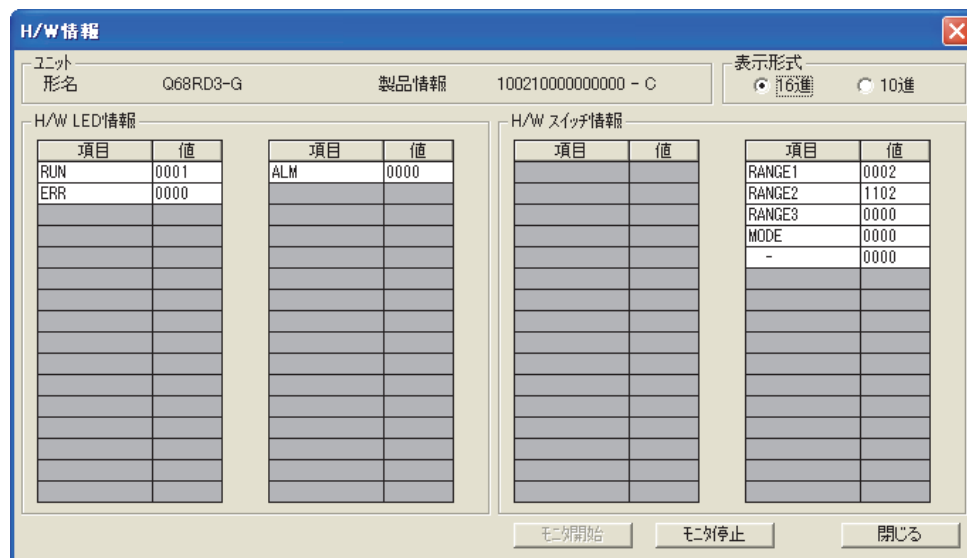 H/W情報
ユニット
形名 Q68RD3-G 製品情報 100210000000000 - C
表示形式
16進 10進
H/W LED情報
項目 値 項目 値
RUN 0001 ALM 0000
ERR 0000
H/W スイッチ情報
項目 値 項目 値
RANGE1 0002
RANGE2 1102
RANGE3 0000
MODE 0000
- 0000
モニタ開始 モニタ停止 閉じる